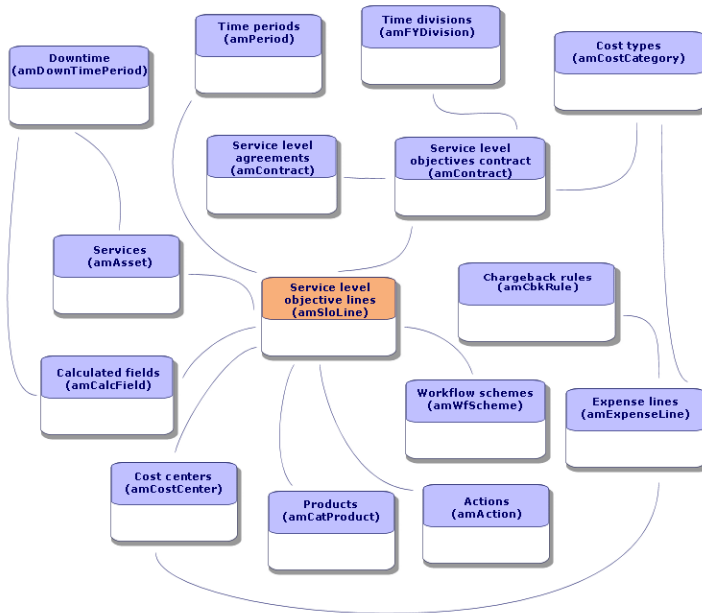 Time periods
(amPeriod)
Time divisions
(amFYDivision)
Downtime
(amDownTimePeriod)
Cost types
(amCostCategory)
Service level
agreements
(amContract)
Service level
objectives contract
(amContract)
Services
(amAsset)
Service level
objective lines
(amSloLine)
Chargeback rules
(amCbkRule)
Calculated fields
(amCalcField)
Workflow schemes
(amWfScheme)
Expense lines
(amExpenseLine)
Cost centers
(amCostCenter)
Products
(amCatProduct)
Actions
(amAction)